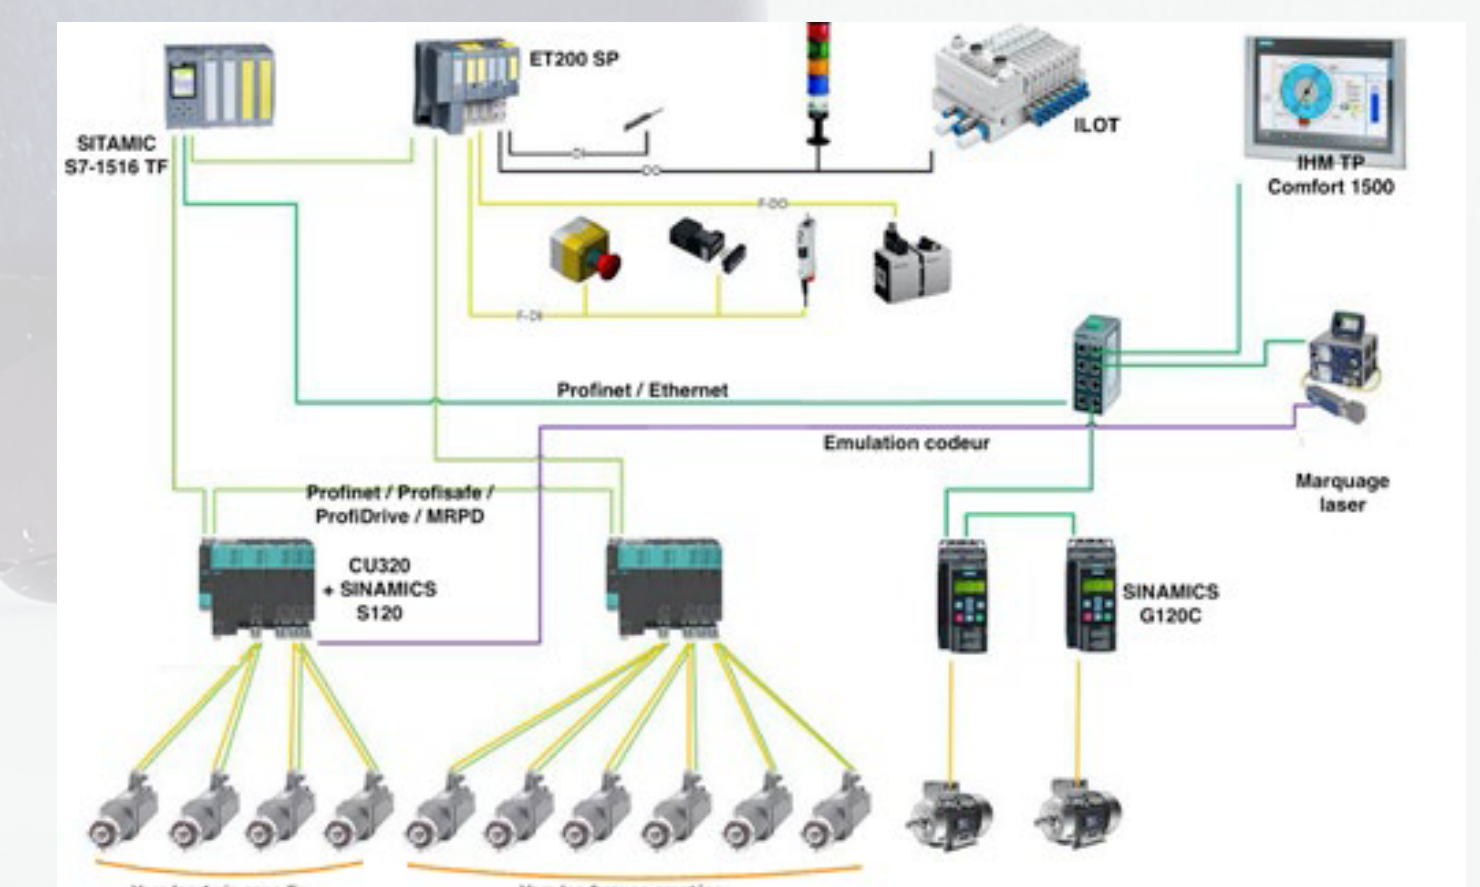 ET200 SP
SITAMIC
S7-1516 TF
ILOT
DI
DO
IHM TP
Comfort 1500
F-DO
F-DI
Profinet / Ethernet
Emulation codeur
Marquage
laser
Profinet / Profisafe /
ProfiDrive / MRPD
CU320
+ SINAMICS
S120
SINAMICS
G120C